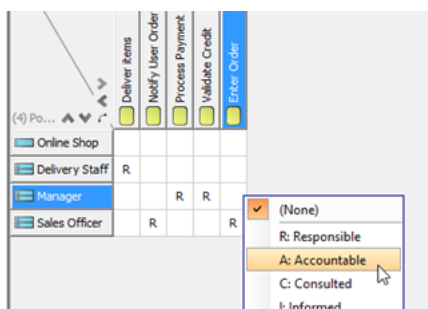 Deliver items
Notify User Order
Process Payment
Validate Credit
Enter Order
(4) Po...
Online Shop
Delivery Staff R
Manager R R
Sales Officer R R
(None)
R: Responsible
A: Accountable
C: Consulted
I: Informed